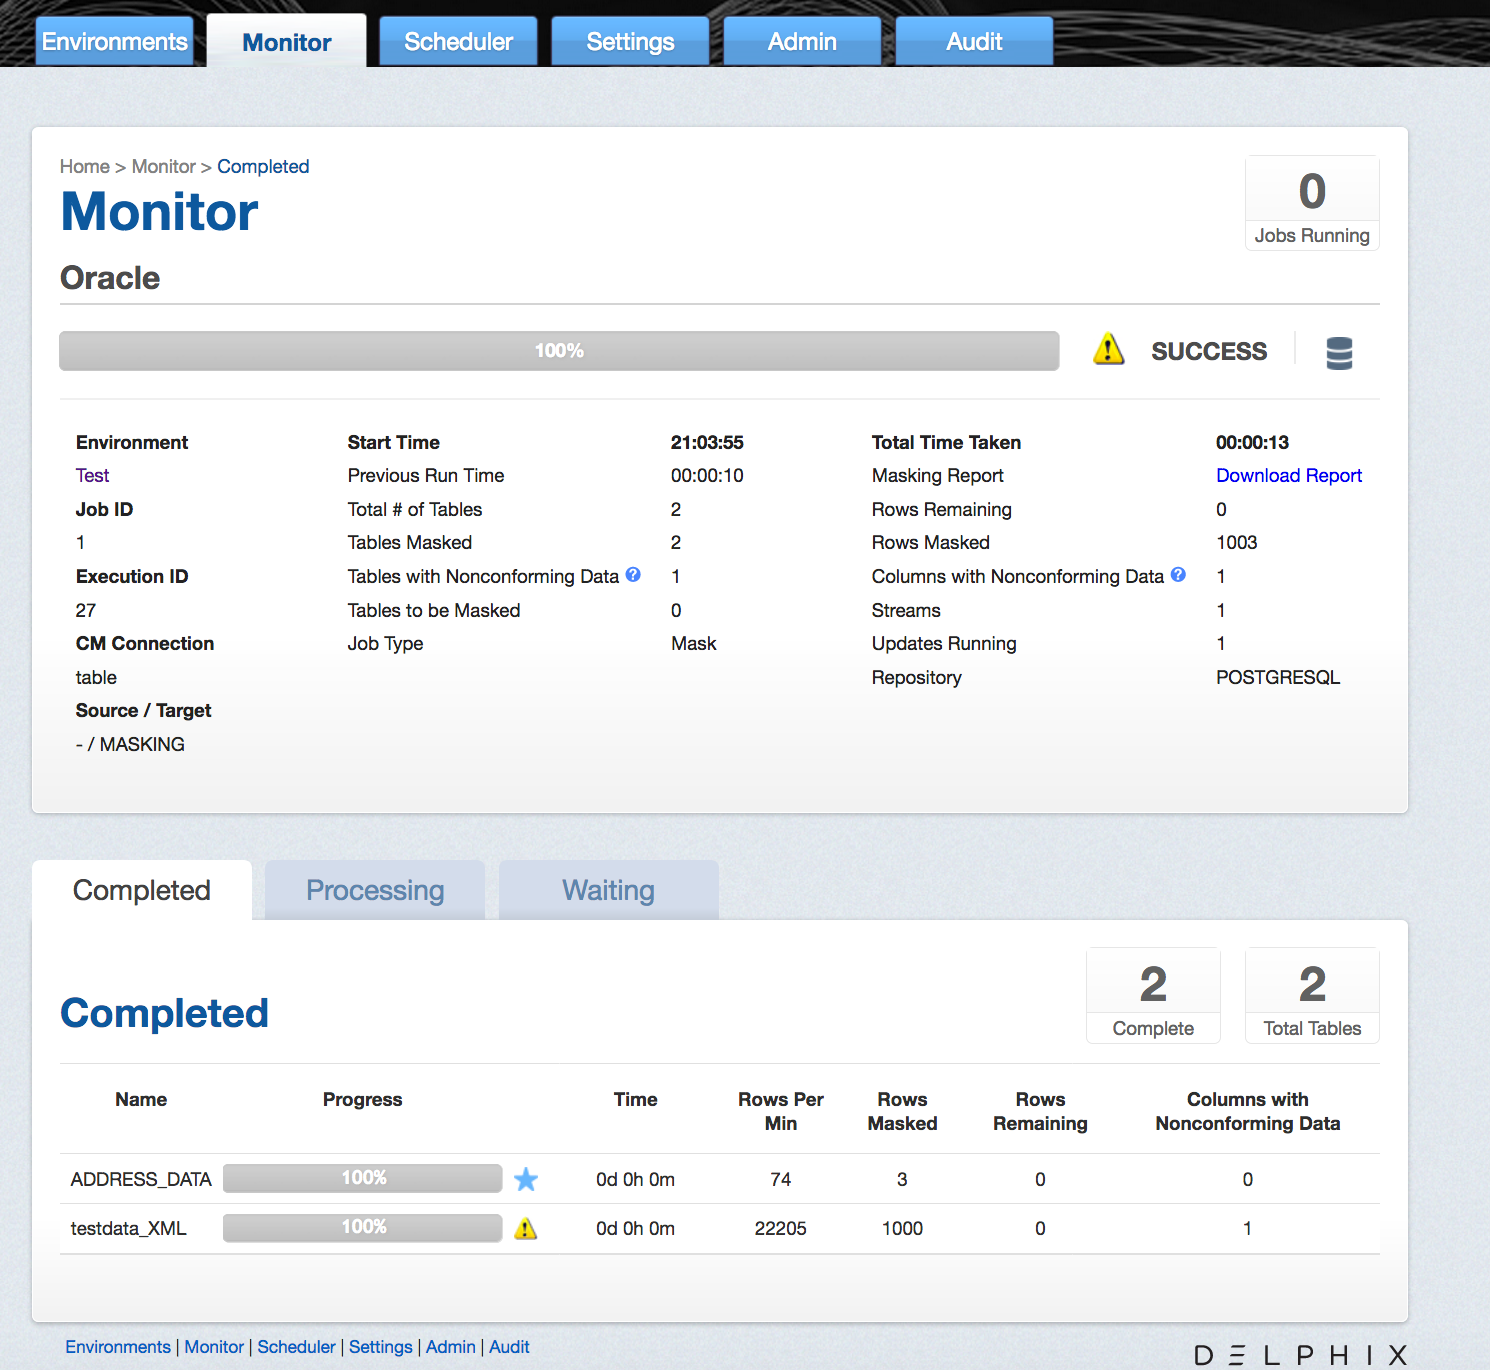 Environments Monitor Scheduler Settings Admin Audit
Home > Monitor > Completed
Monitor
0
Jobs Running
Oracle
100% SUCCESS
Environment Start Time 21:03:55 Total Time Taken 00:00:13
Test Previous Run Time 00:00:10 Masking Report Download Report
Job ID Total # of Tables 2 Rows Remaining 0
1 Tables Masked 2 Rows Masked 1003
Execution ID Tables with Nonconforming Data ? 1 Columns with Nonconforming Data ? 1
27 Tables to be Masked 0 Streams 1
CM Connection Job Type Mask Updates Running 1
table Repository POSTGRESQL
Source / Target
- / MASKING
Completed Processing Waiting
Completed
2
Complete
2
Total Tables
Name Progress Time Rows Per Min Rows Masked Rows Remaining Columns with Nonconforming Data
ADDRESS_DATA 100% 0d 0h 0m 74 3 0 0
testdata_XML 100% 0d 0h 0m 22205 1000 0 1
Environments | Monitor | Scheduler | Settings | Admin | Audit
DELPHIX